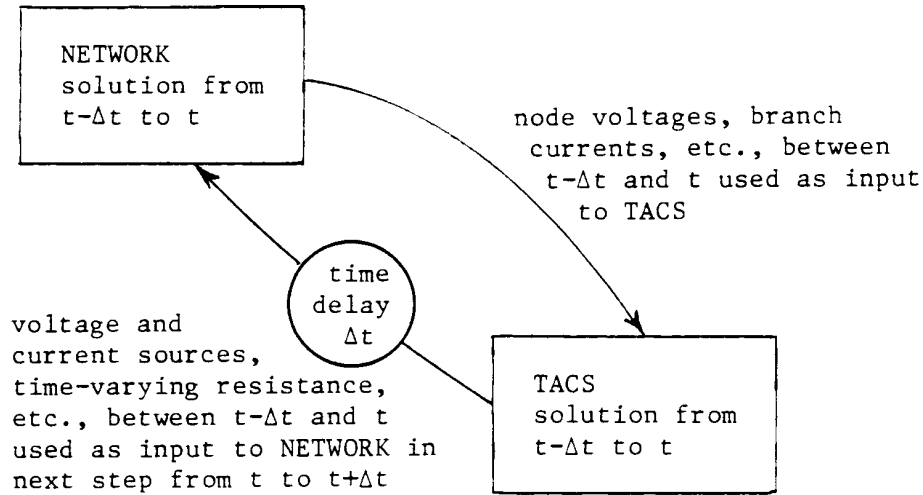 NETWORK
solution from
t-Δt to t
node voltages, branch
currents, etc., between
t-Δt and t used as input
to TACS
time
delay
Δt
voltage and
current sources,
time-varying resistance,
etc., between t-Δt and t
used as input to NETWORK in
next step from t to t+Δt
TACS
solution from
t-Δt to t